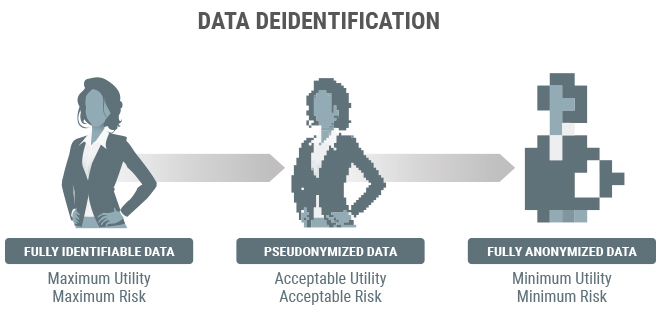 DATA DEIDENTIFICATION
FULLY IDENTIFIABLE DATA
Maximum Utility
Maximum Risk
PSEUDONYMIZED DATA
Acceptable Utility
Acceptable Risk
FULLY ANONYMIZED DATA
Minimum Utility
Minimum Risk